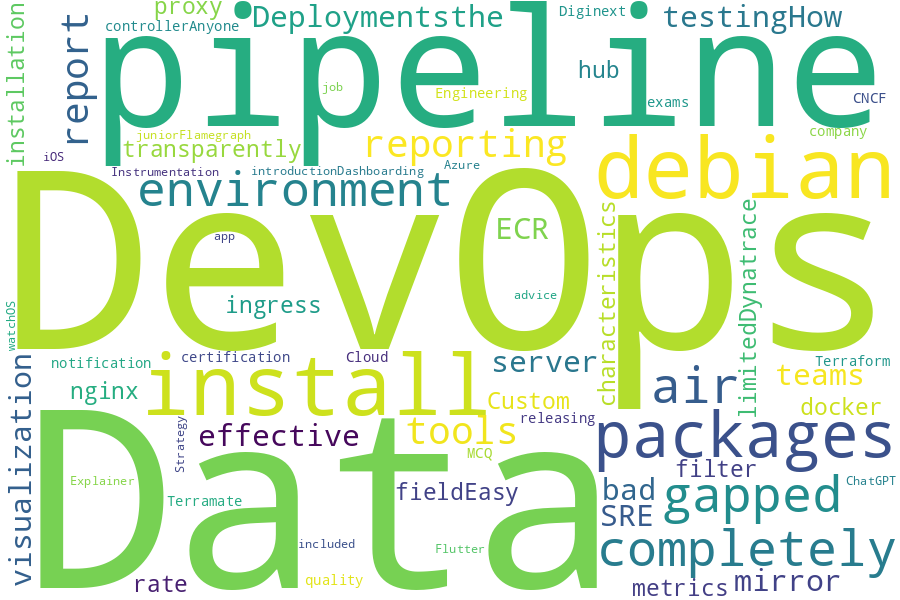 proxy
Deploymentsthe
Diginext
testingHow
controllerAnyone
installation
report
pipeline
hub
job
Engineering
exams
CNCF
juniorFlamegraph
company
transparently
reporting
debian
iOS
Instrumentation
introductionDashboarding
Azure
environment
DevOps
ECR
characteristics
limitedDynatrace
app
advice
ingress
watchOS
notification
certification
Cloud
server
Terraform
visualization
install
air
teams
nginx
Custom
docker
releasing
Strategy
effective
tools
packages
MCQ
filter
Data
Explainer
fieldEasy
bad
gapped
ChatGPT
Terramate
SRE
included
Flutter
completely
rate
quality
metrics
mirror